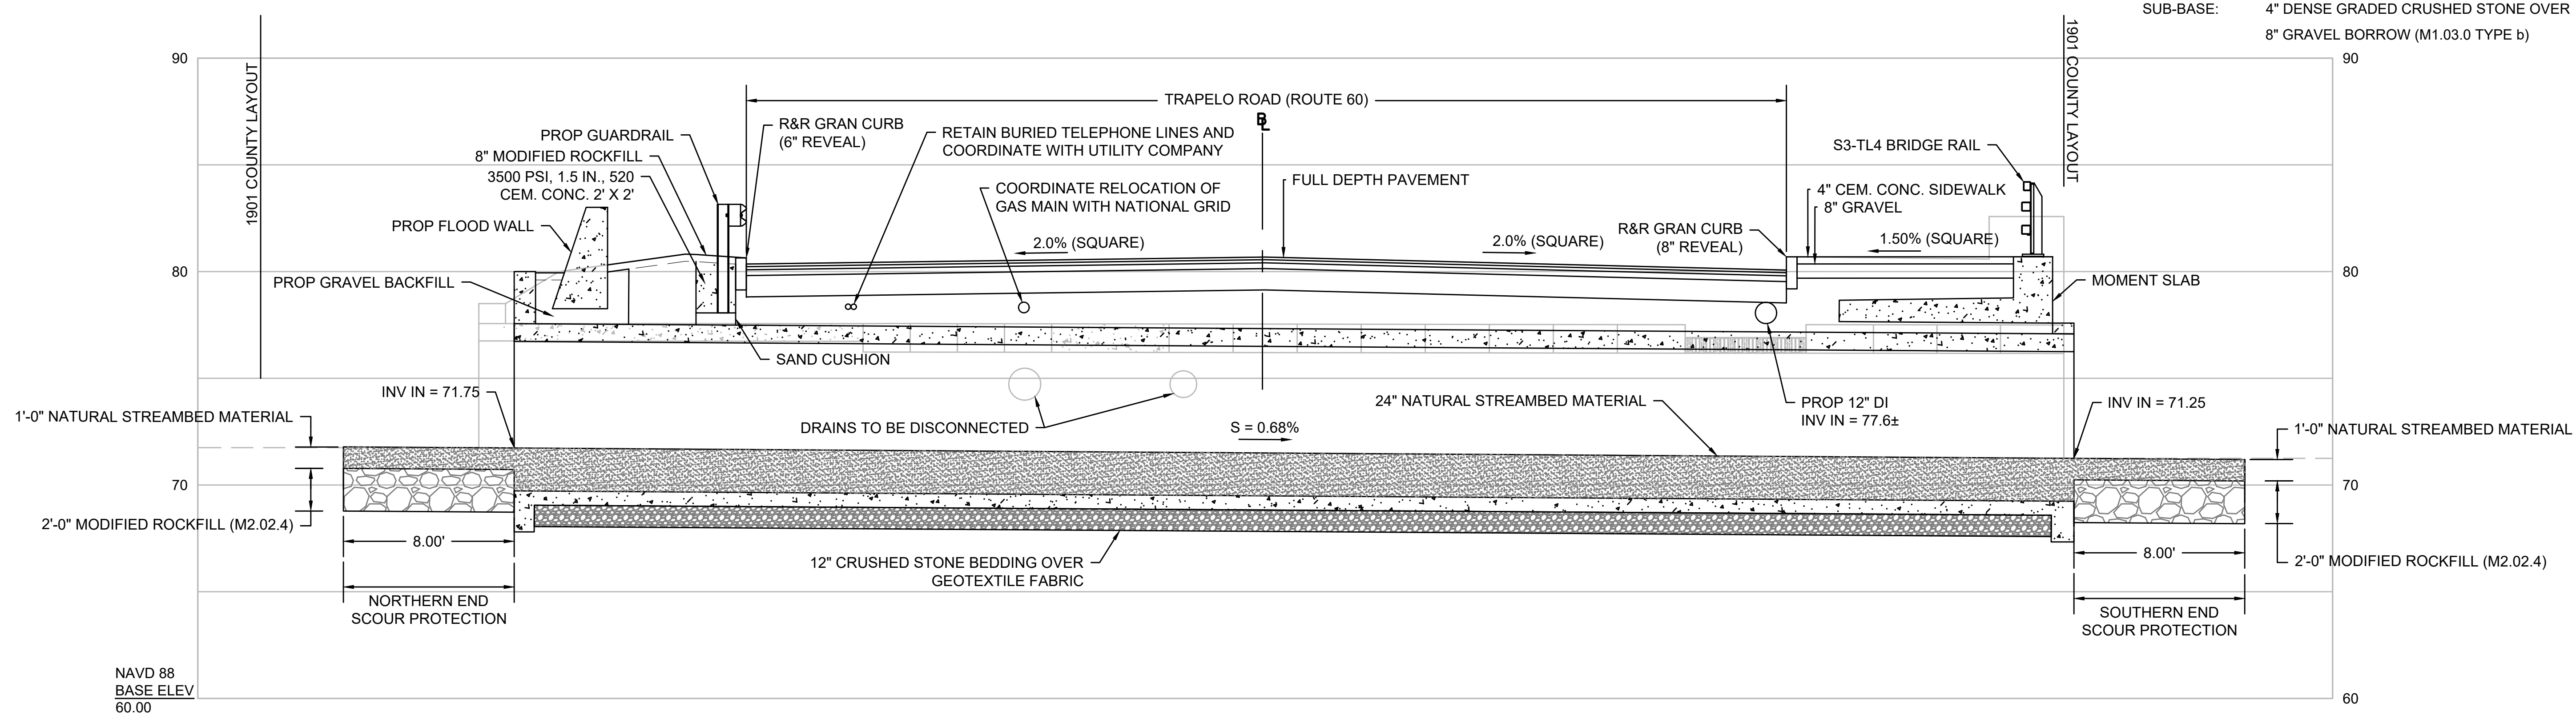 SUB-BASE: 4" DENSE GRADED CRUSHED STONE OVER
8" GRAVEL BORROW (M1.03.0 TYPE b)
1901 COUNTY LAYOUT
1901 COUNTY LAYOUT
90
90
TRAPELO ROAD (ROUTE 60)
BL
PROP GUARDRAIL
R&R GRAN CURB
(6" REVEAL)
RETAIN BURIED TELEPHONE LINES AND
COORDINATE WITH UTILITY COMPANY
S3-TL4 BRIDGE RAIL
8" MODIFIED ROCKFILL
3500 PSI, 1.5 IN., 520
CEM. CONC. 2' X 2'
COORDINATE RELOCATION OF
GAS MAIN WITH NATIONAL GRID
FULL DEPTH PAVEMENT
4" CEM. CONC. SIDEWALK
8" GRAVEL
PROP FLOOD WALL
R&R GRAN CURB
(8" REVEAL)
2.0% (SQUARE)
2.0% (SQUARE)
1.50% (SQUARE)
80
80
PROP GRAVEL BACKFILL
MOMENT SLAB
SAND CUSHION
INV IN = 71.75
24" NATURAL STREAMBED MATERIAL
PROP 12" DI
INV IN = 77.6±
INV IN = 71.25
1'-0" NATURAL STREAMBED MATERIAL
DRAINS TO BE DISCONNECTED
S = 0.68%
1'-0" NATURAL STREAMBED MATERIAL
70
70
2'-0" MODIFIED ROCKFILL (M2.02.4)
8.00'
8.00'
12" CRUSHED STONE BEDDING OVER
GEOTEXTILE FABRIC
2'-0" MODIFIED ROCKFILL (M2.02.4)
NORTHERN END
SCOUR PROTECTION
SOUTHERN END
SCOUR PROTECTION
NAVD 88
BASE ELEV
60.00
60